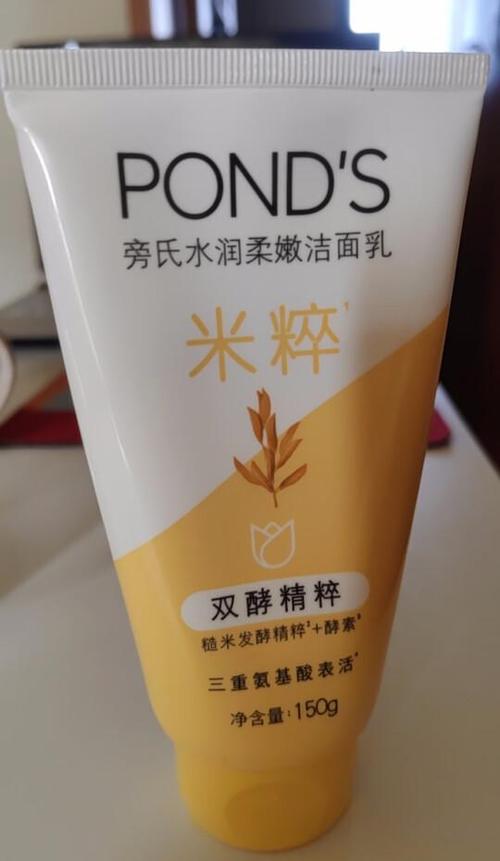 POND'S
旁氏水润柔嫩洁面乳
米粹¹
双酵精粹
糙米发酵精粹²+酵素³
三重氨基酸表活⁴
净含量:150g